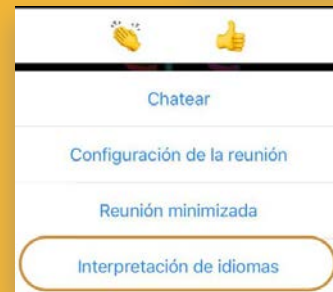 Chatear
Configuración de la reunión
Reunión minimizada
Interpretación de idiomas